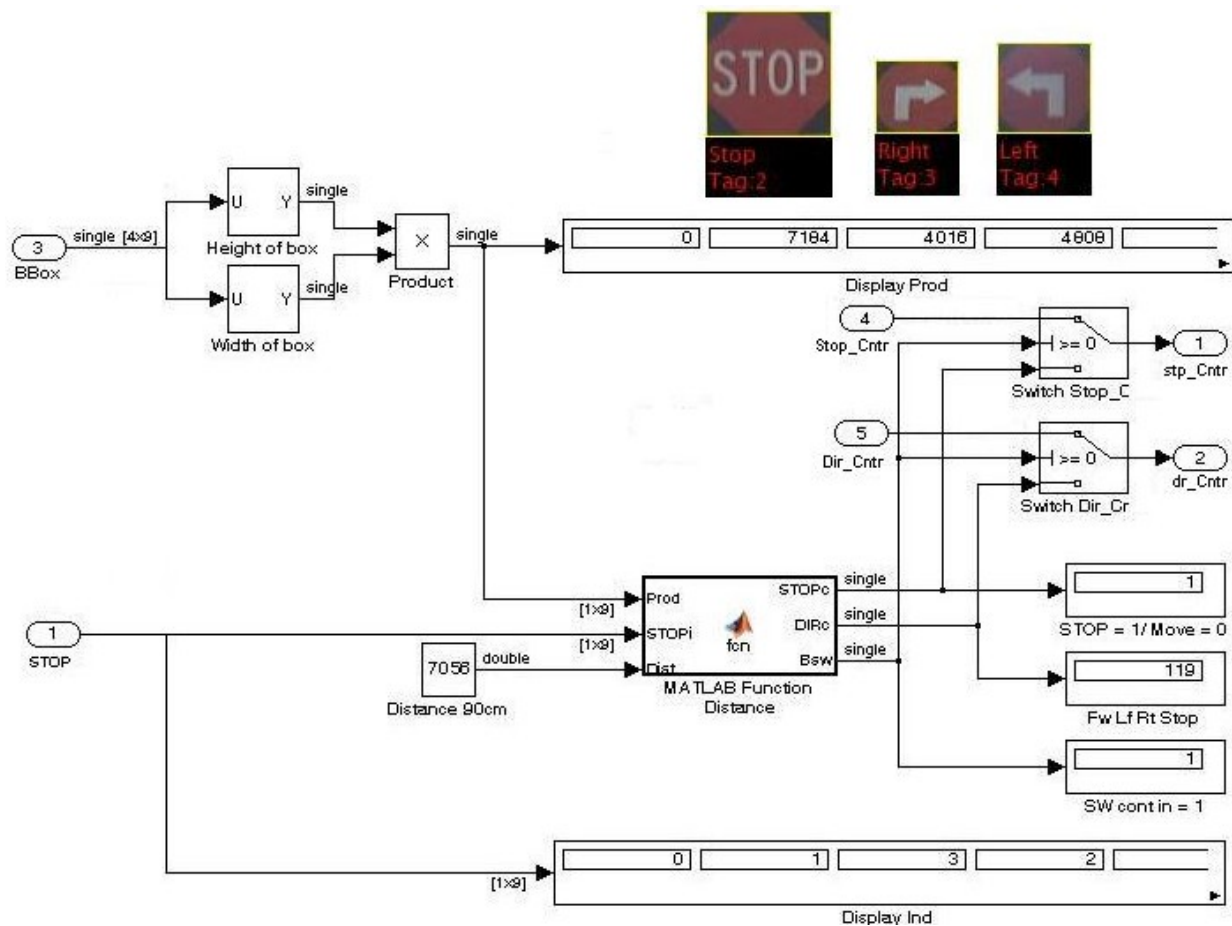 STOP
Stop
Tag:2
Right
Tag:3
Left
Tag:4
single [4x9]
3
BBox
U Y
single
Height of box
U Y
single
Width of box
×
single
Product
0 7184 4016 4808
Display Prod
4
Stop_Cntr
>= 0
Switch Stop_C
1
stp_Cntr
5
Dir_Cntr
>= 0
Switch Dir_Cr
2
dr_Cntr
1
STOP
[1x9]
[1x9]
7056
double
Distance 90cm
Prod
STOPi
Dist
fcn
STOPc
DIRc
Bsw
single
single
single
MATLAB Function
Distance
1
STOP = 1/ Move = 0
119
Fw Lf Rt Stop
1
SW cont in = 1
[1x9]
0 1 3 2
Display Ind